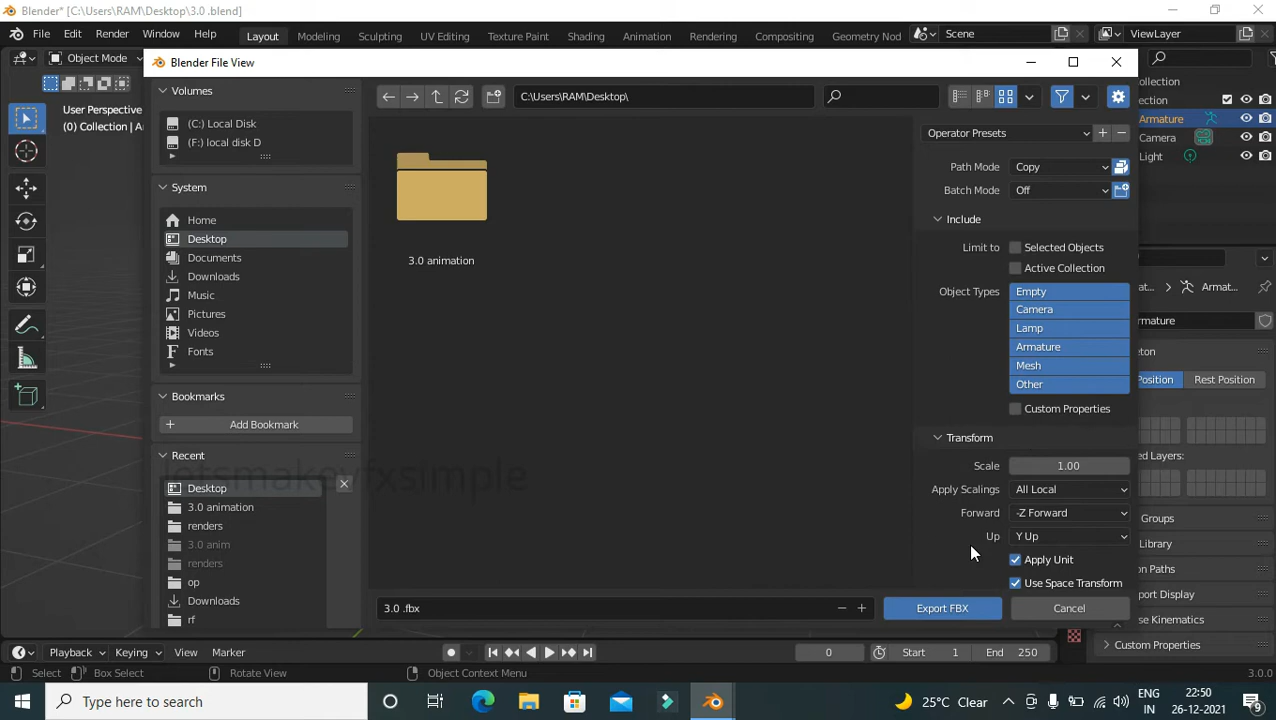 Blender* [C:\Users\RAM\Desktop\3.0 .blend]
File Edit Render Window Help Layout Modeling Sculpting UV Editing Texture Paint Shading Animation Rendering Compositing Geometry Nod Scene ViewLayer
Object Mode
Blender File View
User Perspective
(0) Collection | A
Volumes
(C:) Local Disk
(F:) local disk D
System
Home
Desktop
Documents
Downloads
Music
Pictures
Videos
Fonts
Bookmarks
Add Bookmark
Recent
Desktop
3.0 animation
renders
3.0 anim
renders
op
Downloads
rf
C:\Users\RAM\Desktop\
3.0 animation
letsmakevfxsimple
3.0 .fbx
Export FBX
Cancel
Operator Presets
Path Mode Copy
Batch Mode Off
Include
Limit to Selected Objects
Active Collection
Object Types Empty
Camera
Lamp
Armature
Mesh
Other
Custom Properties
Transform
Scale 1.00
Apply Scalings All Local
Forward -Z Forward
Up Y Up
Apply Unit
Use Space Transform
ollection
ection
Armature
Camera
Light
at...
Armat...
rmature
ton
Position
Rest Position
ed Layers:
Groups
Library
on Paths
ort Display
se Kinematics
Custom Properties
Playback Keying View Marker 0 Start 1 End 250
Select Box Select Rotate View Object Context Menu 3.0.0
Type here to search
25°C Clear
ENG
IN
22:50
26-12-2021
9